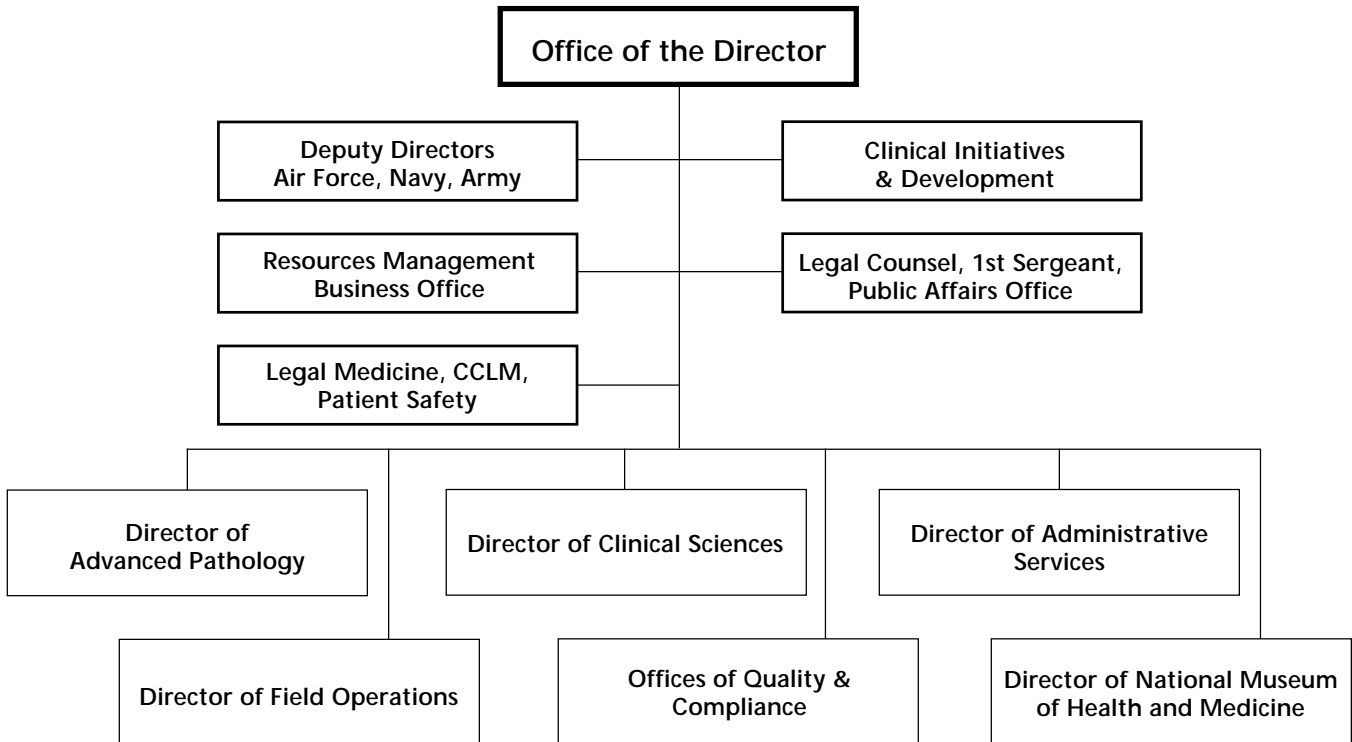 Office of the Director
Deputy Directors
Air Force, Navy, Army
Clinical Initiatives
& Development
Resources Management
Business Office
Legal Counsel, 1st Sergeant,
Public Affairs Office
Legal Medicine, CCLM,
Patient Safety
Director of
Advanced Pathology
Director of Clinical Sciences
Director of Administrative
Services
Director of Field Operations
Offices of Quality &
Compliance
Director of National Museum
of Health and Medicine